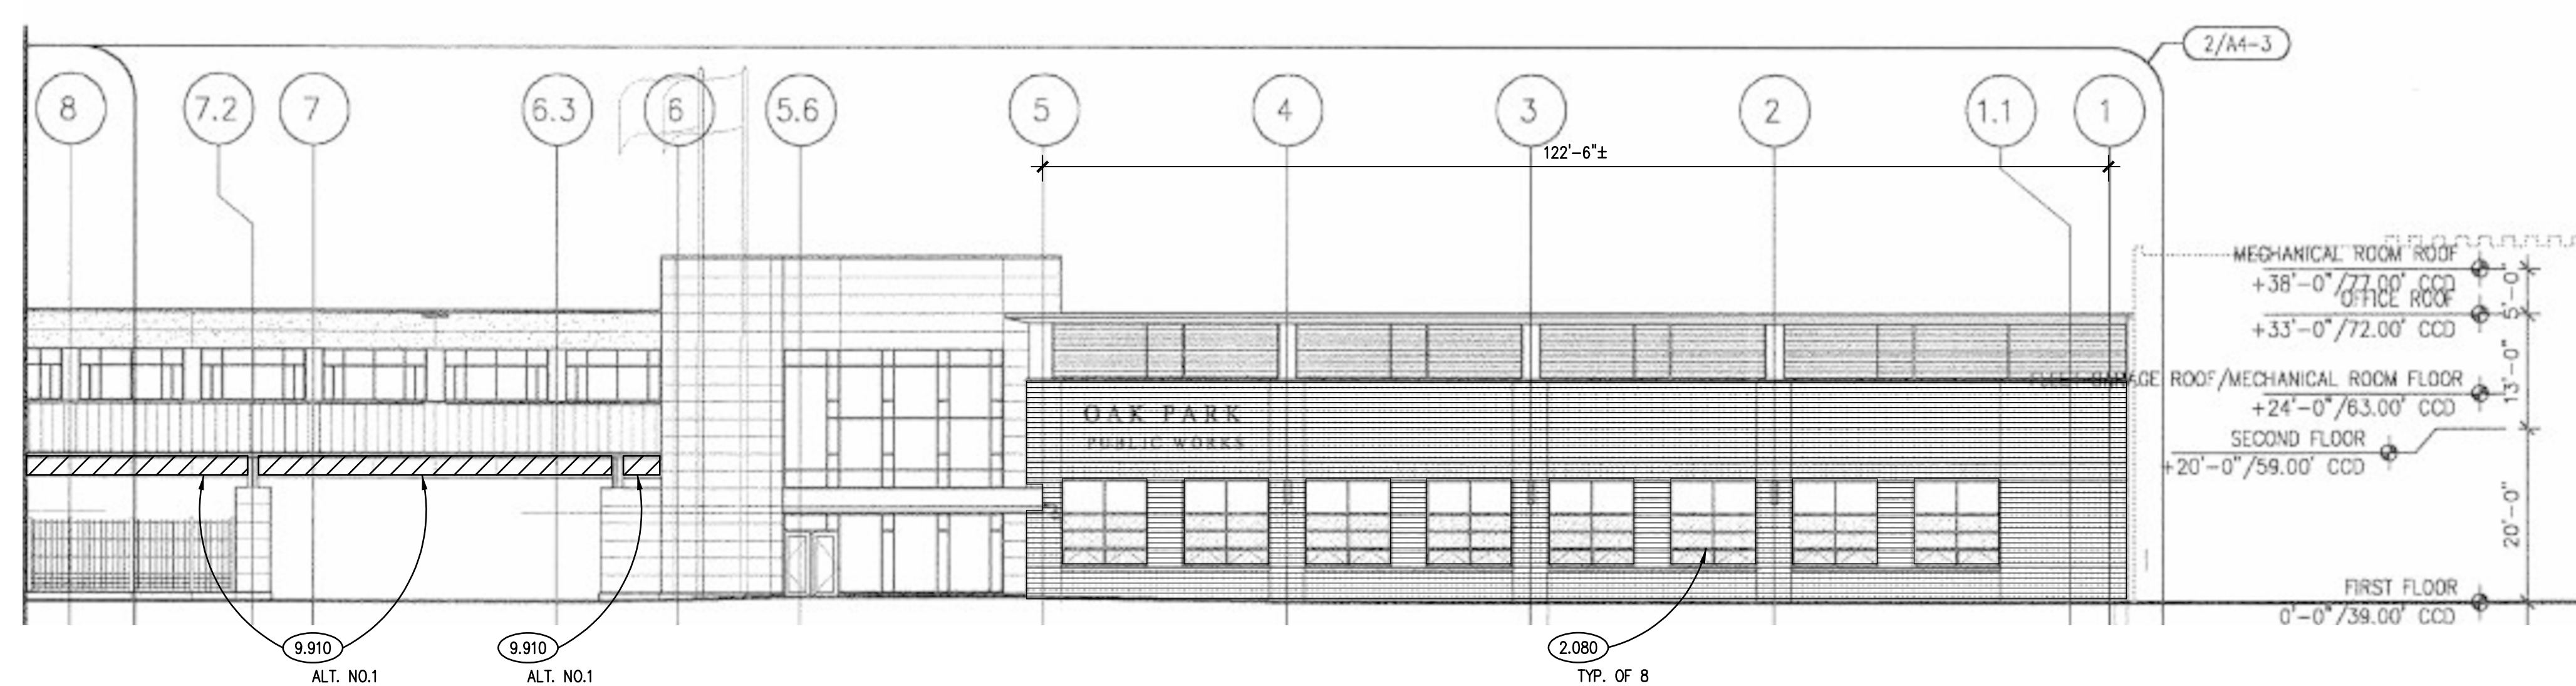 2/A4-3
8 7.2 7 6.3 6 5.6 5 4 3 2 1.1 1
122'-6"±
MECHANICAL ROOM ROOF
+38'-0"/77.00' CCD
OFFICE ROOF
+33'-0"/72.00' CCD
5'-0"
GARAGE ROOF/MECHANICAL ROOM FLOOR
+24'-0"/63.00' CCD
13'-0"
OAK PARK
PUBLIC WORKS
SECOND FLOOR
+20'-0"/59.00' CCD
20'-0"
FIRST FLOOR
0'-0"/39.00' CCD
9.910
ALT. NO.1
9.910
ALT. NO.1
2.080
TYP. OF 8